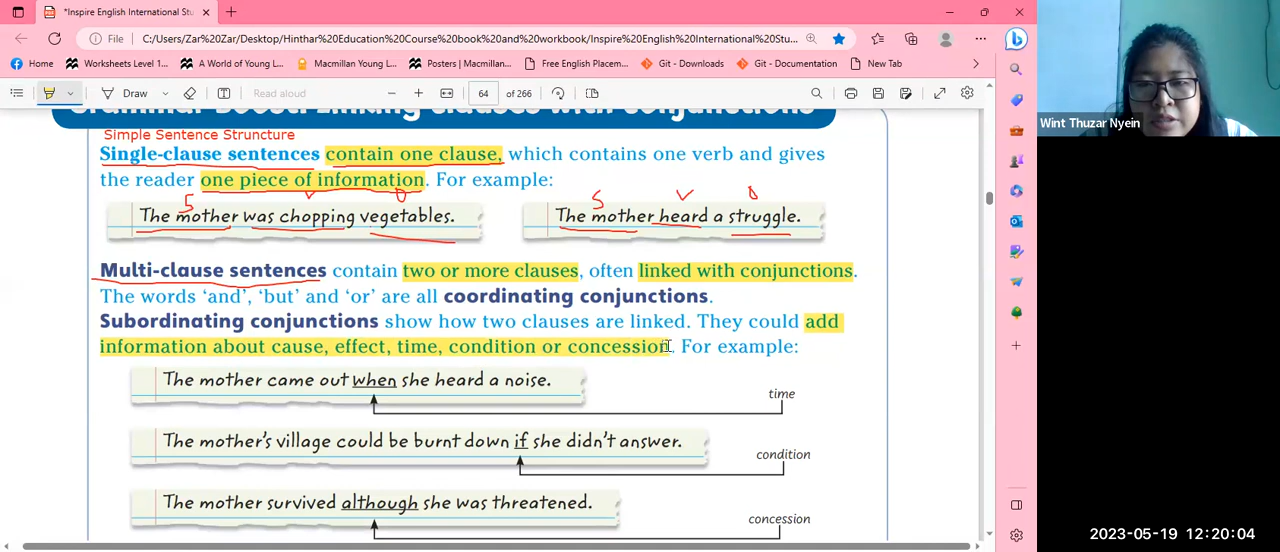 *Inspire English International Stu
File
C:/Users/Zar%20Zar/Desktop/Hinthar%20Education%20Course%20book%20and%20workbook/Inspire%20English%20International%20Stu...
Home
Worksheets Level 1...
A World of Young L...
Macmillan Young L...
Posters | Macmillan...
Free English Placem...
Git - Downloads
Git - Documentation
New Tab
Draw
Read aloud
64 of 266
Grammar Boost: Linking clauses with conjunctions
Simple Sentence Strructure
Single-clause sentences contain one clause, which contains one verb and gives
the reader one piece of information. For example:
S V O
The mother was chopping vegetables.
S V O
The mother heard a struggle.
Multi-clause sentences contain two or more clauses, often linked with conjunctions.
The words ‘and’, ‘but’ and ‘or’ are all coordinating conjunctions.
Subordinating conjunctions show how two clauses are linked. They could add
information about cause, effect, time, condition or concession. For example:
The mother came out when she heard a noise.
time
The mother's village could be burnt down if she didn't answer.
condition
The mother survived although she was threatened.
concession
Wint Thuzar Nyein
2023-05-19 12:20:04